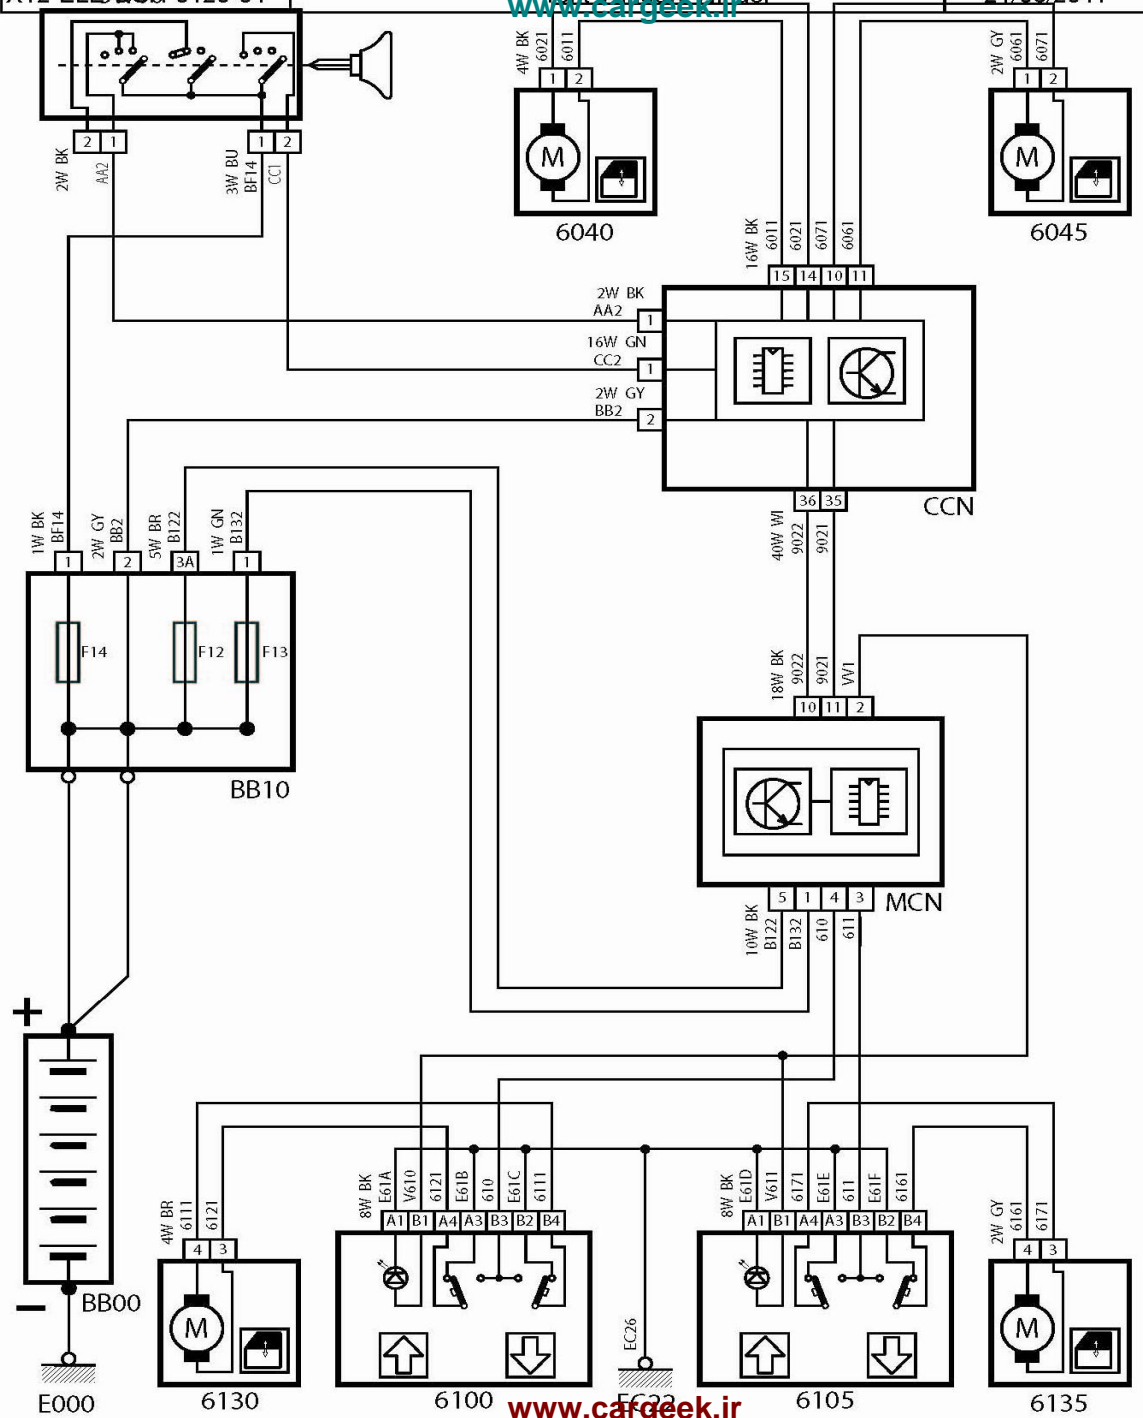 www.cargeek.ir
4W BK
6021
6011
1 2
M
6040
2W GY
6061
6071
1 2
M
6045
2 1
2W BK
AA2
1 2
3W BU
BF14
CC1
16W BK
6011
6021
6071
6061
15 14 10 11
2W BK
AA2
1
16W GN
CC2
1
2W GY
BB2
2
CCN
36 35
40W WI
9022
9021
1W BK
BF14
2W GY
BB2
5W BR
B122
1W GN
B132
1 2 3A 1
F14 F12 F13
BB10
18W BK
9022
9021
VV1
10 11 2
MCN
5 1 4 3
10W BK
B122
B132
610
611
+
−
BB00
E000
4W BR
6111
6121
4 3
M
6130
8W BK
E61A
V610
6121
E61B
610
E61C
6111
A1 B1 A4 A3 B3 B2 B4
6100
EC26
EC22
8W BK
E61D
V611
6171
E61E
611
E61F
6161
A1 B1 A4 A3 B3 B2 B4
6105
2W GY
6161
6171
4 3
M
6135
www.cargeek.ir